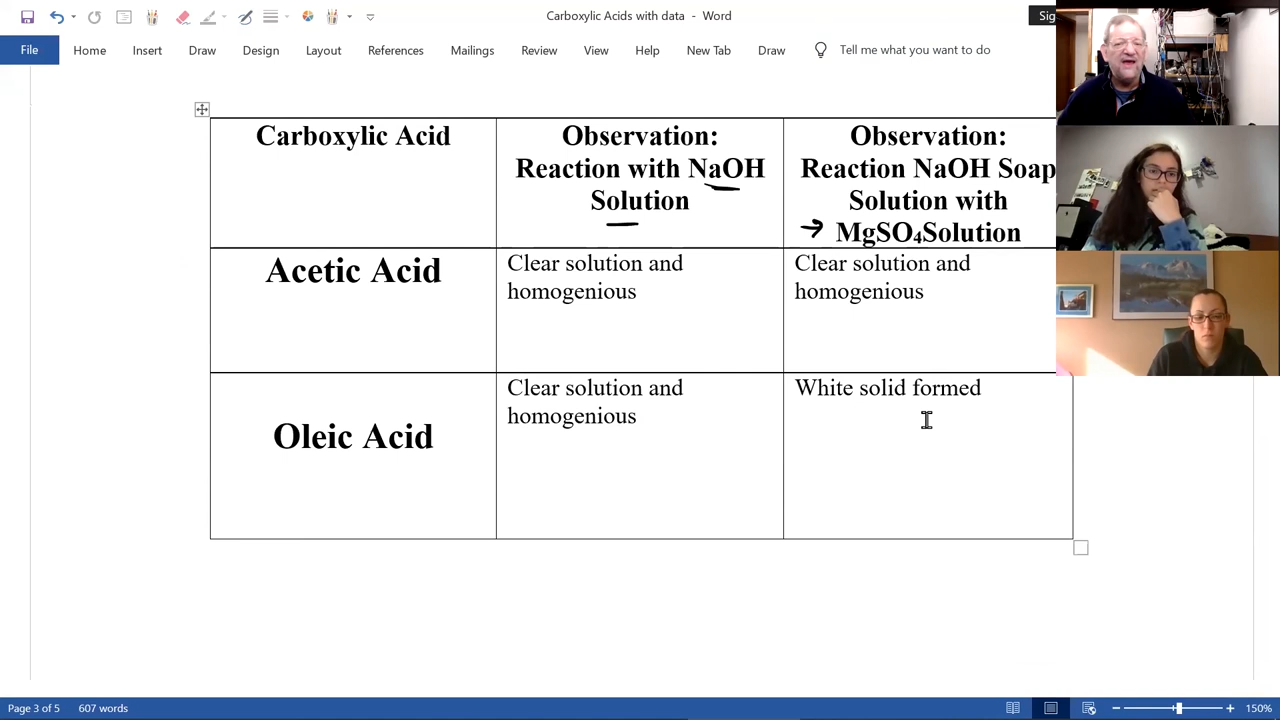 Carboxylic Acids with data - Word
Sig
File Home Insert Draw Design Layout References Mailings Review View Help New Tab Draw Tell me what you want to do
Carboxylic Acid
Observation:
Reaction with NaOH
Solution
Observation:
Reaction NaOH Soap
Solution with
→ MgSO₄Solution
Acetic Acid
Clear solution and
homogenious
Clear solution and
homogenious
Oleic Acid
Clear solution and
homogenious
White solid formed
Page 3 of 5 607 words
150%